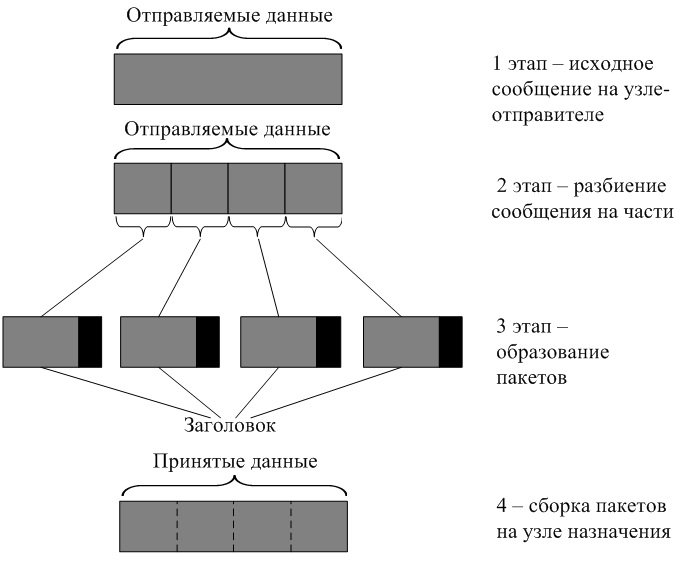 Отправляемые данные
1 этап – исходное
сообщение на узле-
отправителе
Отправляемые данные
2 этап – разбиение
сообщения на части
3 этап –
образование
пакетов
Заголовок
Принятые данные
4 – сборка пакетов
на узле назначения